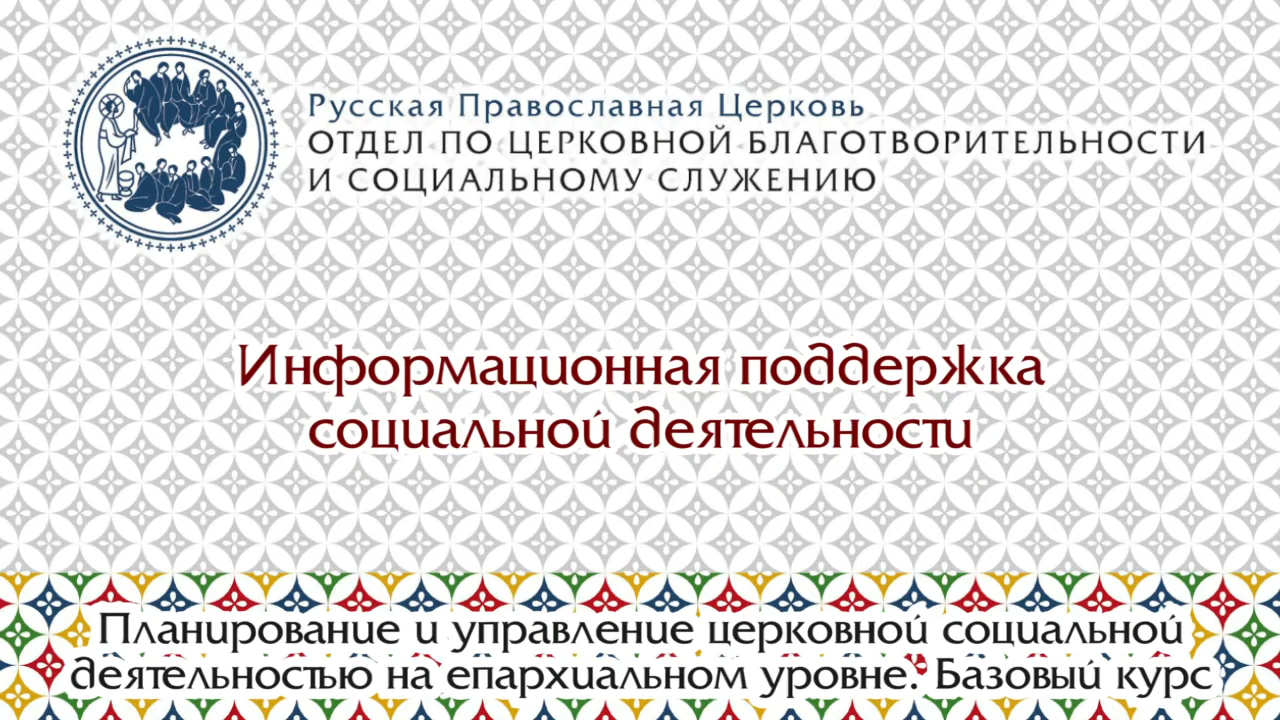 Русская Православная Церковь
ОТДЕЛ ПО ЦЕРКОВНОЙ БЛАГОТВОРИТЕЛЬНОСТИ
И СОЦИАЛЬНОМУ СЛУЖЕНИЮ
Информационная поддержка
социальной деятельности
Планирование и управление церковной социальной
деятельностью на епархиальном уровне. Базовый курс